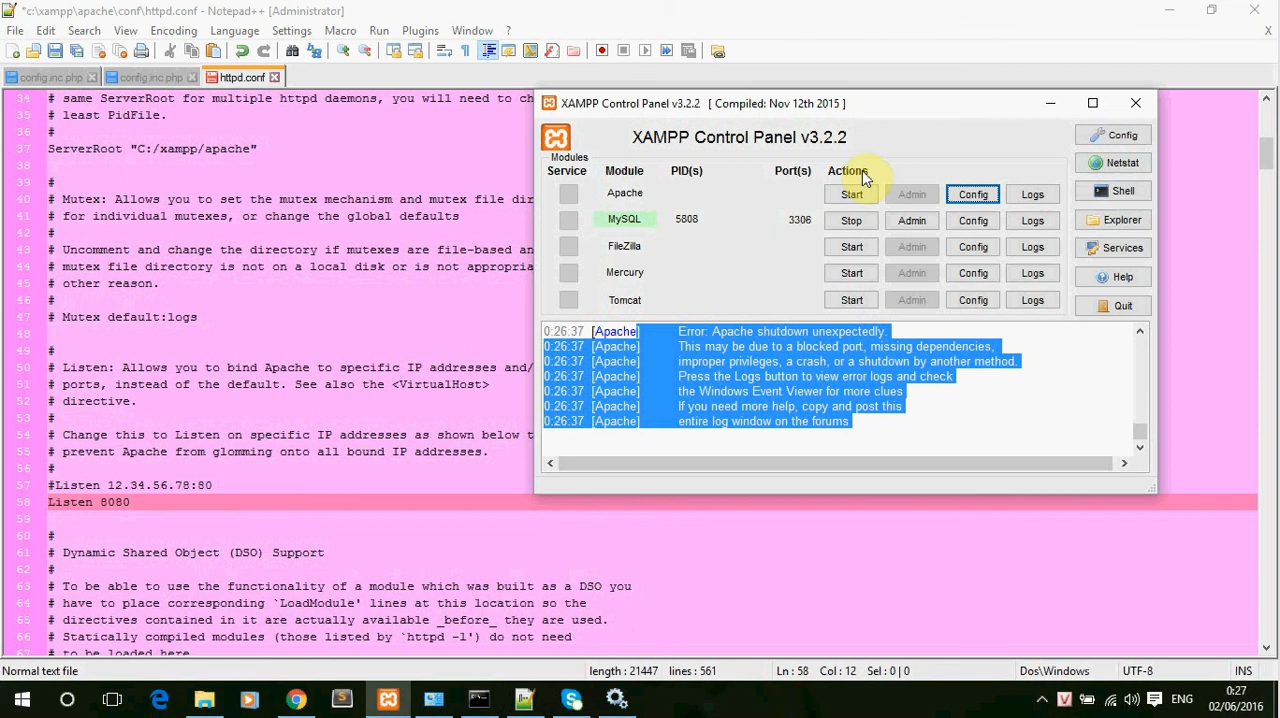 *c:\xampp\apache\conf\httpd.conf - Notepad++ [Administrator]
File Edit Search View Encoding Language Settings Macro Run Plugins Window ?
X
config.inc.php config.inc.php httpd.conf
34 # same ServerRoot for multiple httpd daemons, you will need to ch
35 # least PidFile.
36 #
37 ServerRoot "C:/xampp/apache"
38
39 #
40 # Mutex: Allows you to set the mutex mechanism and mutex file dir
41 # for individual mutexes, or change the global defaults
42 #
43 # Uncomment and change the directory if mutexes are file-based an
44 # mutex file directory is not on a local disk or is not appropria
45 # other reason.
46 #
47 # Mutex default:logs
48
49 #
50 # Listen: Allows you to bind Apache to specific IP addresses and/
51 # ports, instead of the default. See also the <VirtualHost>
52 # directive.
53 #
54 # Change this to Listen on specific IP addresses as shown below t
55 # prevent Apache from glomming onto all bound IP addresses.
56 #
57 #Listen 12.34.56.78:80
58 Listen 8080
59
60 #
61 # Dynamic Shared Object (DSO) Support
62 #
63 # To be able to use the functionality of a module which was built as a DSO you
64 # have to place corresponding `LoadModule' lines at this location so the
65 # directives contained in it are actually available _before_ they are used.
66 # Statically compiled modules (those listed by `httpd -l') do not need
67 # to be loaded here.
XAMPP Control Panel v3.2.2 [ Compiled: Nov 12th 2015 ]
XAMPP Control Panel v3.2.2
Config
Modules
Service Module PID(s) Port(s) Actions
Netstat
Apache Start Admin Config Logs
Shell
MySQL 5808 3306 Stop Admin Config Logs
Explorer
FileZilla Start Admin Config Logs
Services
Mercury Start Admin Config Logs
Help
Tomcat Start Admin Config Logs
Quit
0:26:37 [Apache] Error: Apache shutdown unexpectedly.
0:26:37 [Apache] This may be due to a blocked port, missing dependencies,
0:26:37 [Apache] improper privileges, a crash, or a shutdown by another method.
0:26:37 [Apache] Press the Logs button to view error logs and check
0:26:37 [Apache] the Windows Event Viewer for more clues
0:26:37 [Apache] If you need more help, copy and post this
0:26:37 [Apache] entire log window on the forums
Normal text file length : 21447 lines : 561 Ln : 58 Col : 12 Sel : 0 | 0 Dos\Windows UTF-8 INS
ENG
0:27
02/06/2016